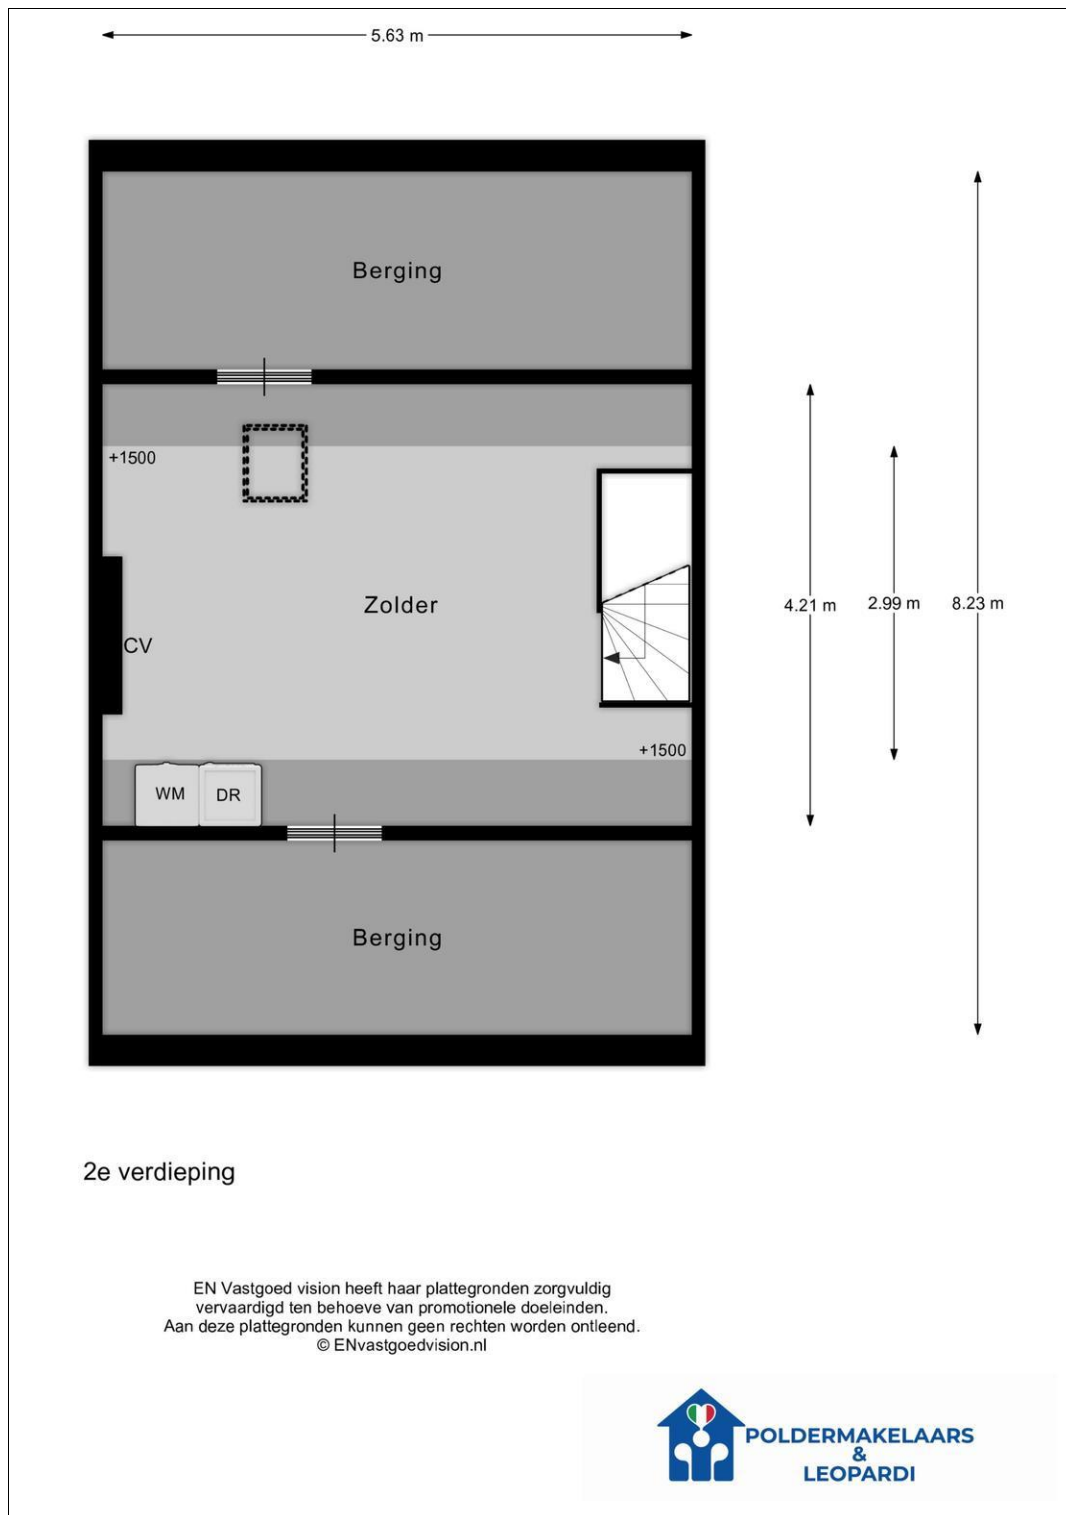 5.63 m
Berging
+1500
Zolder
4.21 m
2.99 m
8.23 m
CV
+1500
WM
DR
Berging
2e verdieping
EN Vastgoed vision heeft haar plattegronden zorgvuldig
vervaardigd ten behoeve van promotionele doeleinden.
Aan deze plattegronden kunnen geen rechten worden ontleend.
© ENvastgoedvision.nl
POLDERMAKELAARS
&
LEOPARDI